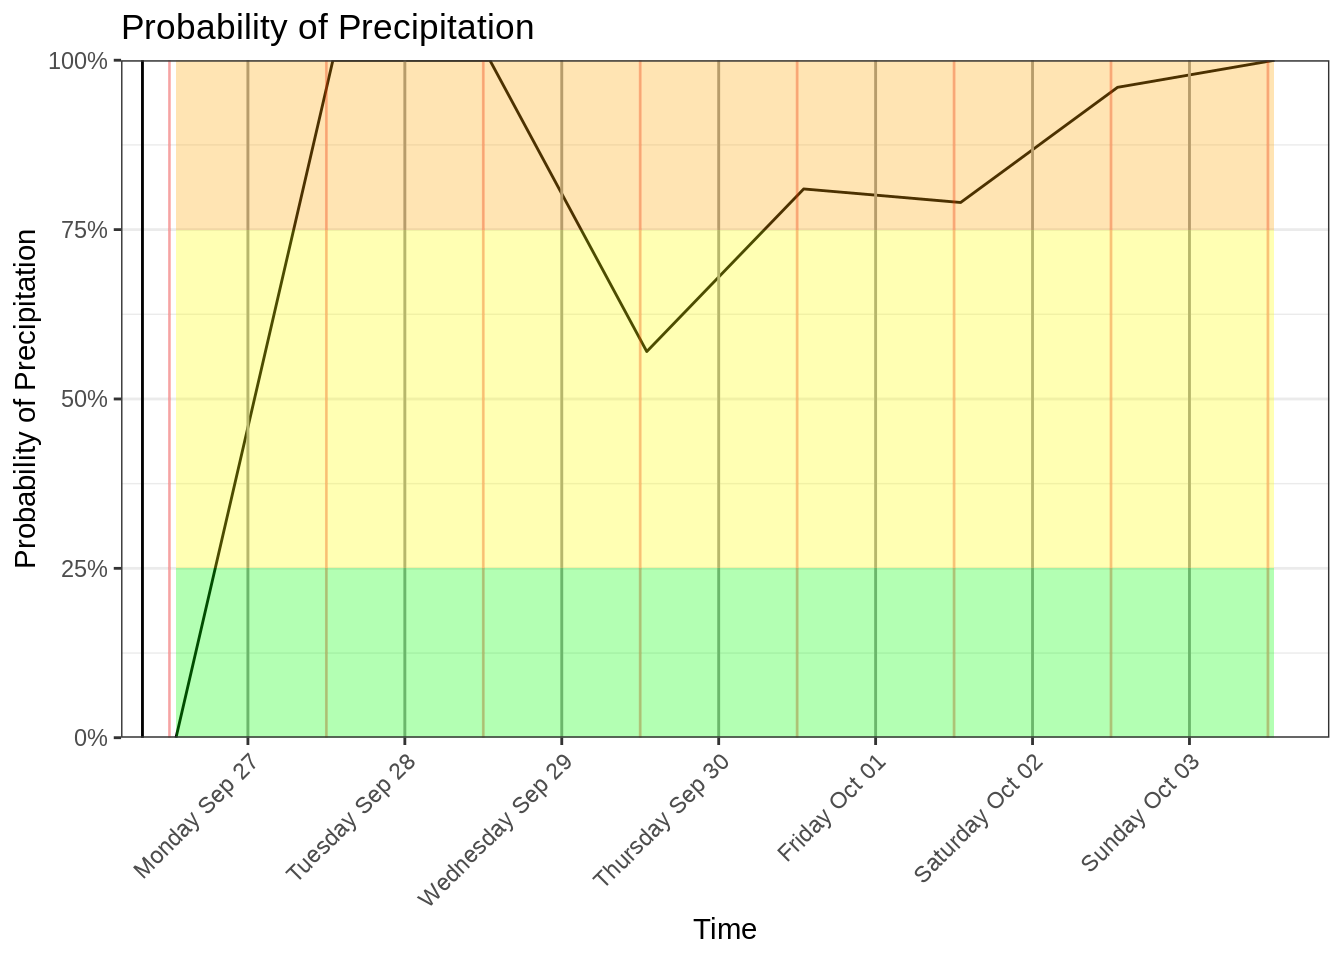 Probability of Precipitation
Probability of Precipitation
100%
75%
50%
25%
0%
Monday Sep 27
Tuesday Sep 28
Wednesday Sep 29
Thursday Sep 30
Friday Oct 01
Saturday Oct 02
Sunday Oct 03
Time